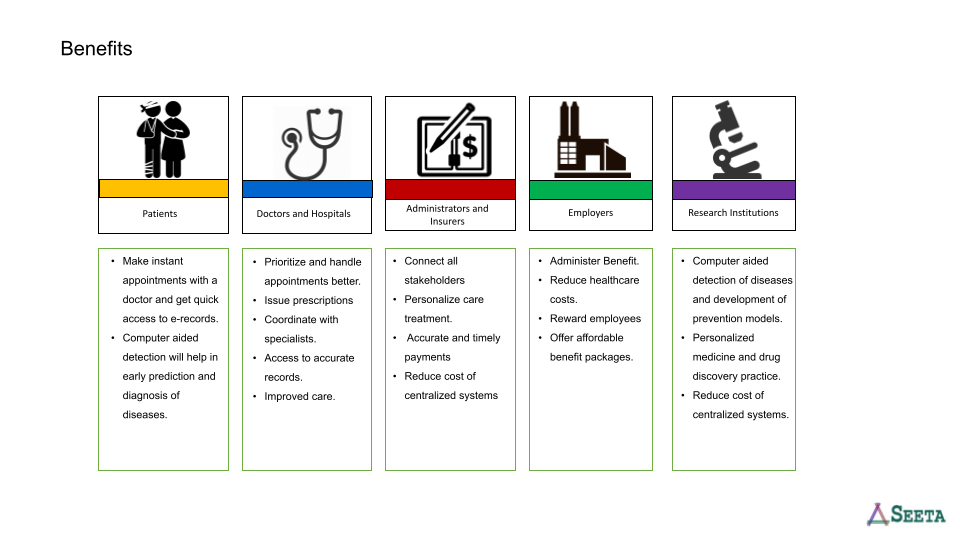 Benefits
$
Patients
Doctors and Hospitals
Administrators and
Insurers
Employers
Research Institutions
• Make instant
appointments with a
doctor and get quick
access to e-records.
• Computer aided
detection will help in
early prediction and
diagnosis of
diseases.
• Prioritize and handle
appointments better.
• Issue prescriptions
• Coordinate with
specialists.
• Access to accurate
records.
• Improved care.
• Connect all
stakeholders
• Personalize care
treatment.
• Accurate and timely
payments
• Reduce cost of
centralized systems
• Administer Benefit.
• Reduce healthcare
costs.
• Reward employees
• Offer affordable
benefit packages.
• Computer aided
detection of diseases
and development of
prevention models.
• Personalized
medicine and drug
discovery practice.
• Reduce cost of
centralized systems.
SEETA